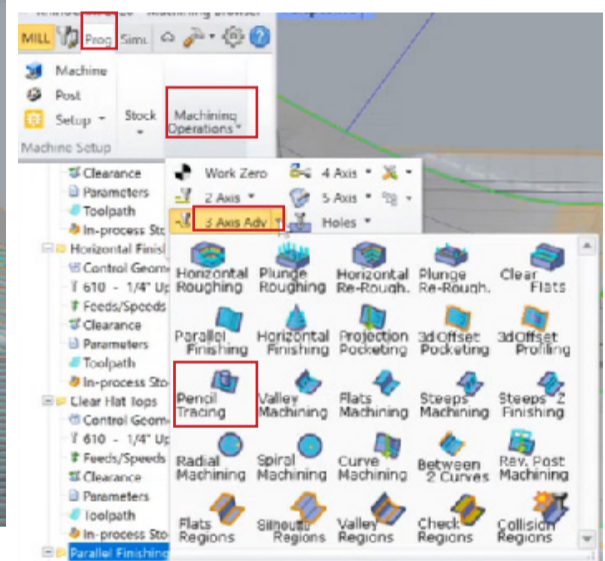 Machining Browser
MILL Prog Simu
Machine
Post
Setup
Stock
Machining
Operations
Machine Setup
Clearance
Parameters
Toolpath
In-process Sto
Horizontal Finis
Control Geom
610 - 1/4" Up
Feeds/Speeds
Clearance
Parameters
Toolpath
In-process Sto
Clear Flat Tops
Control Geom
610 - 1/4" Up
Feeds/Speeds
Clearance
Parameters
Toolpath
In-process Sto
Parallel Finishing
Work Zero 4 Axis
2 Axis 5 Axis
3 Axis Adv Holes
Horizontal Roughing
Plunge Roughing
Horizontal Re-Rough.
Plunge Re-Rough.
Clear Flats
Parallel Finishing
Horizontal Finishing
Projection Pocketing
3dOffset Pocketing
3dOffset Profiling
Pencil Tracing
Valley Machining
Flats Machining
Steeps Machining
Steeps Z Finishing
Radial Machining
Spiral Machining
Curve Machining
Between 2 Curves
Rev. Post Machining
Flats Regions
Silhouette Regions
Valley Regions
Check Regions
Collision Regions